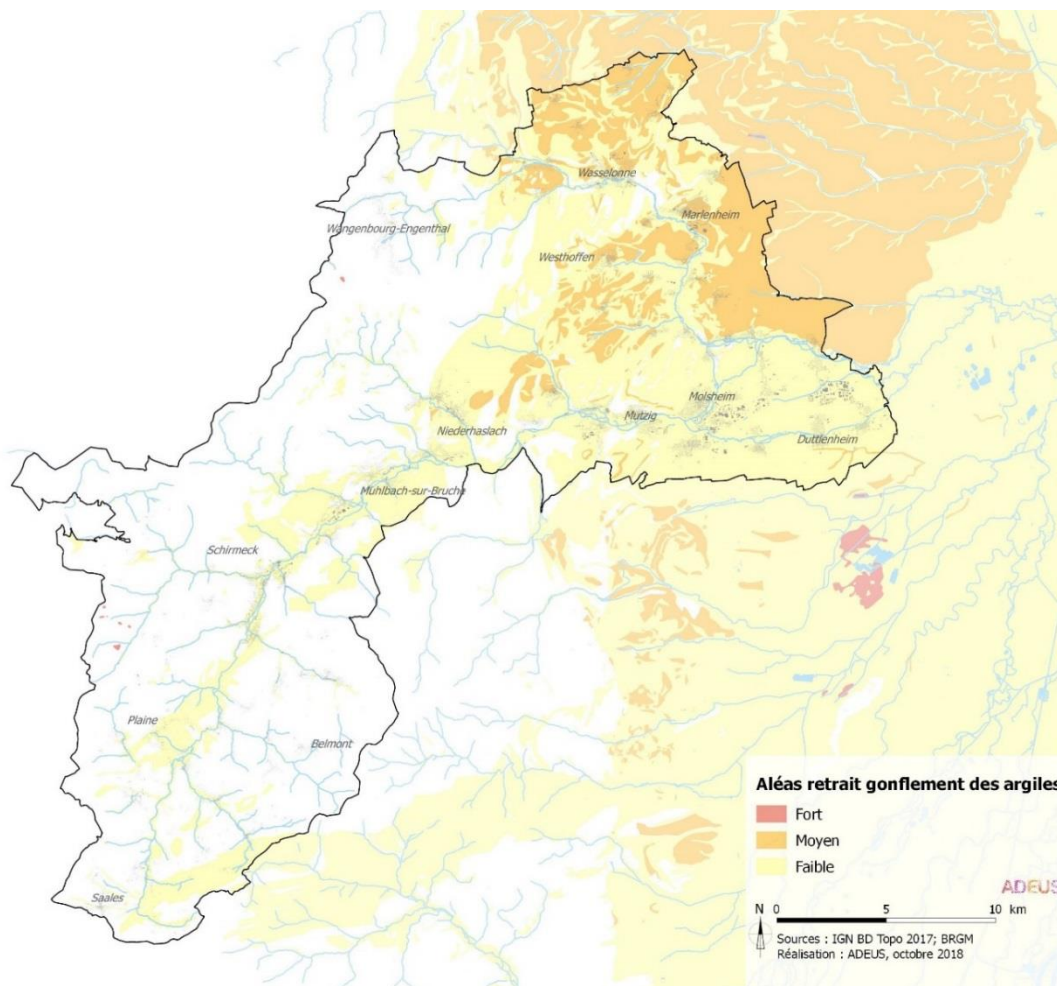 Wasselonne
Marlenheim
Wangenbourg-Engenthal
Westhoffen
Molsheim
Mutzig
Niederhaslach
Duttlenheim
Muhlbach-sur-Bruche
Schirmeck
Plaine
Belmont
Saales
Aléas retrait gonflement des argiles
Fort
Moyen
Faible
ADEUS
N 0 5 10 km
Sources : IGN BD Topo 2017; BRGM
Réalisation : ADEUS, octobre 2018